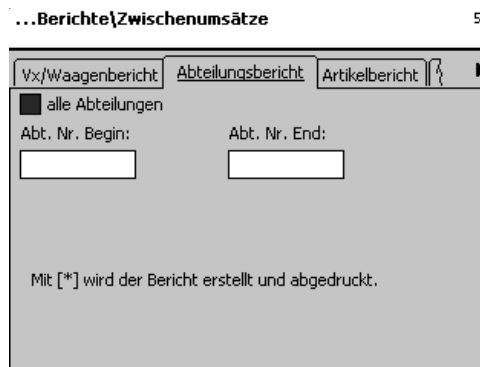 ...Berichte\Zwischenumsätze 5
Vx/Waagenbericht Abteilungsbericht Artikelbericht
alle Abteilungen
Abt. Nr. Begin: Abt. Nr. End:
Mit [*] wird der Bericht erstellt und abgedruckt.